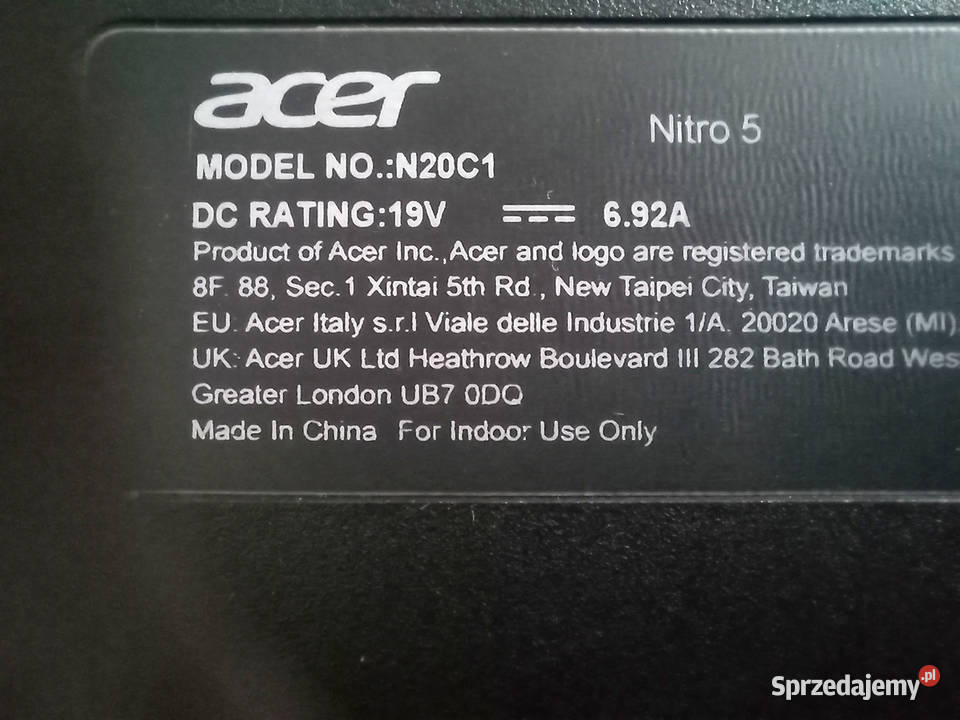 acer
Nitro 5
MODEL NO.:N20C1
DC RATING:19V 6.92A
Product of Acer Inc.,Acer and logo are registered trademarks
8F. 88, Sec.1 Xintai 5th Rd., New Taipei City, Taiwan
EU: Acer Italy s.r.l Viale delle Industrie 1/A. 20020 Arese (MI)
UK: Acer UK Ltd Heathrow Boulevard III 282 Bath Road Wes
Greater London UB7 0DQ
Made In China For Indoor Use Only
Sprzedajemy.pl